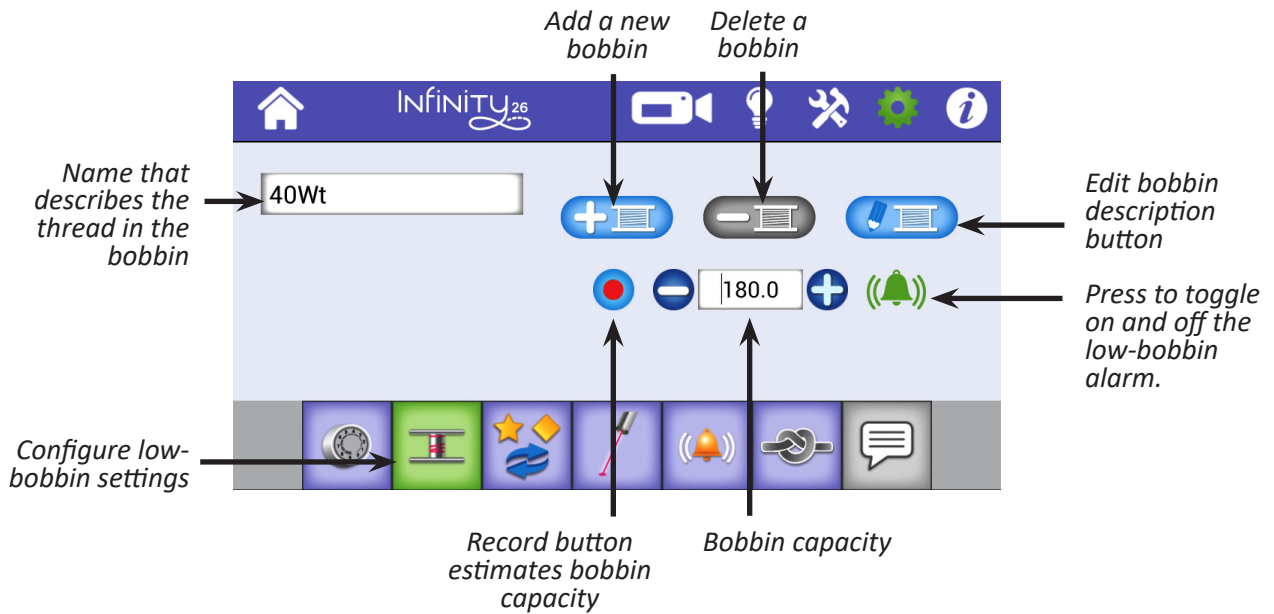 Add a new
bobbin
Delete a
bobbin
INFINITY 26
Name that
describes the
thread in the
bobbin
40Wt
Edit bobbin
description
button
180.0
Press to toggle
on and off the
low-bobbin
alarm.
Configure low-
bobbin settings
Record button
estimates bobbin
capacity
Bobbin capacity